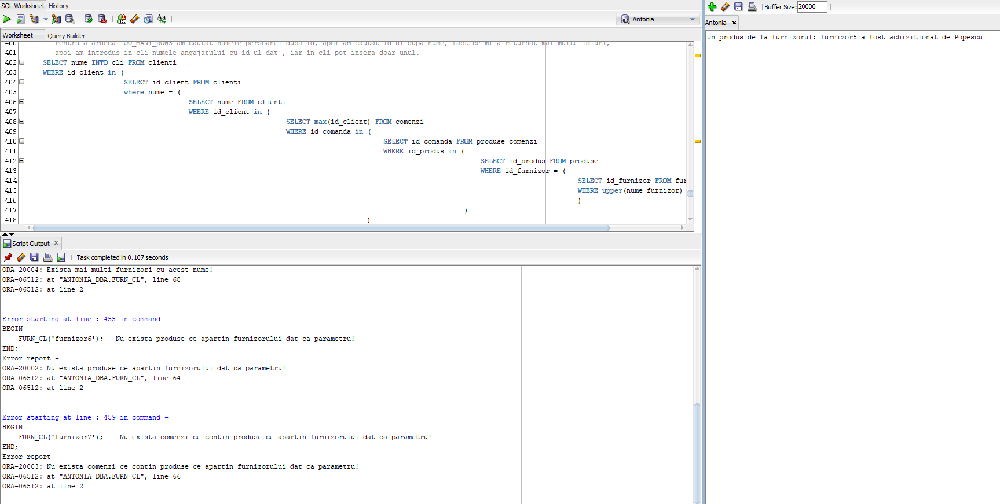 SQL Worksheet History
Antonia
Worksheet Query Builder
400 -- Pentru a arunca TOO_MANY_ROWS am cautat numele persoanei dupa id, apoi am cautat id-ul dupa nume, fapt ce mi-a returnat mai multe id-uri,
401 -- apoi am introdus in cli numele angajatului cu id-ul dat , iar in cli pot insera doar unul.
402 SELECT nume INTO cli FROM clienti
403 WHERE id_client in (
404 SELECT id_client FROM clienti
405 where nume = (
406 SELECT nume FROM clienti
407 WHERE id_client in (
408 SELECT max(id_client) FROM comenzi
409 WHERE id_comanda in (
410 SELECT id_comanda FROM produse_comenzi
411 WHERE id_produs in (
412 SELECT id_produs FROM produse
413 WHERE id_furnizor = (
414 SELECT id_furnizor FROM fur
415 WHERE upper(nume_furnizor)
416 )
417 )
418 )
Script Output x
Task completed in 0.107 seconds
ORA-20004: Exista mai multi furnizori cu acest nume!
ORA-06512: at "ANTONIA_DBA.FURN_CL", line 68
ORA-06512: at line 2
Error starting at line : 455 in command -
BEGIN
FURN_CL('furnizor6'); --Nu exista produse ce apartin furnizorului dat ca parametru!
END;
Error report -
ORA-20002: Nu exista produse ce apartin furnizorului dat ca parametru!
ORA-06512: at "ANTONIA_DBA.FURN_CL", line 64
ORA-06512: at line 2
Error starting at line : 459 in command -
BEGIN
FURN_CL('furnizor7'); -- Nu exista comenzi ce contin produse ce apartin furnizorului dat ca parametru!
END;
Error report -
ORA-20003: Nu exista comenzi ce contin produse ce apartin furnizorului dat ca parametru!
ORA-06512: at "ANTONIA_DBA.FURN_CL", line 66
ORA-06512: at line 2
Buffer Size: 20000
Antonia x
Un produs de la furnizorul: furnizor5 a fost achizitionat de Popescu